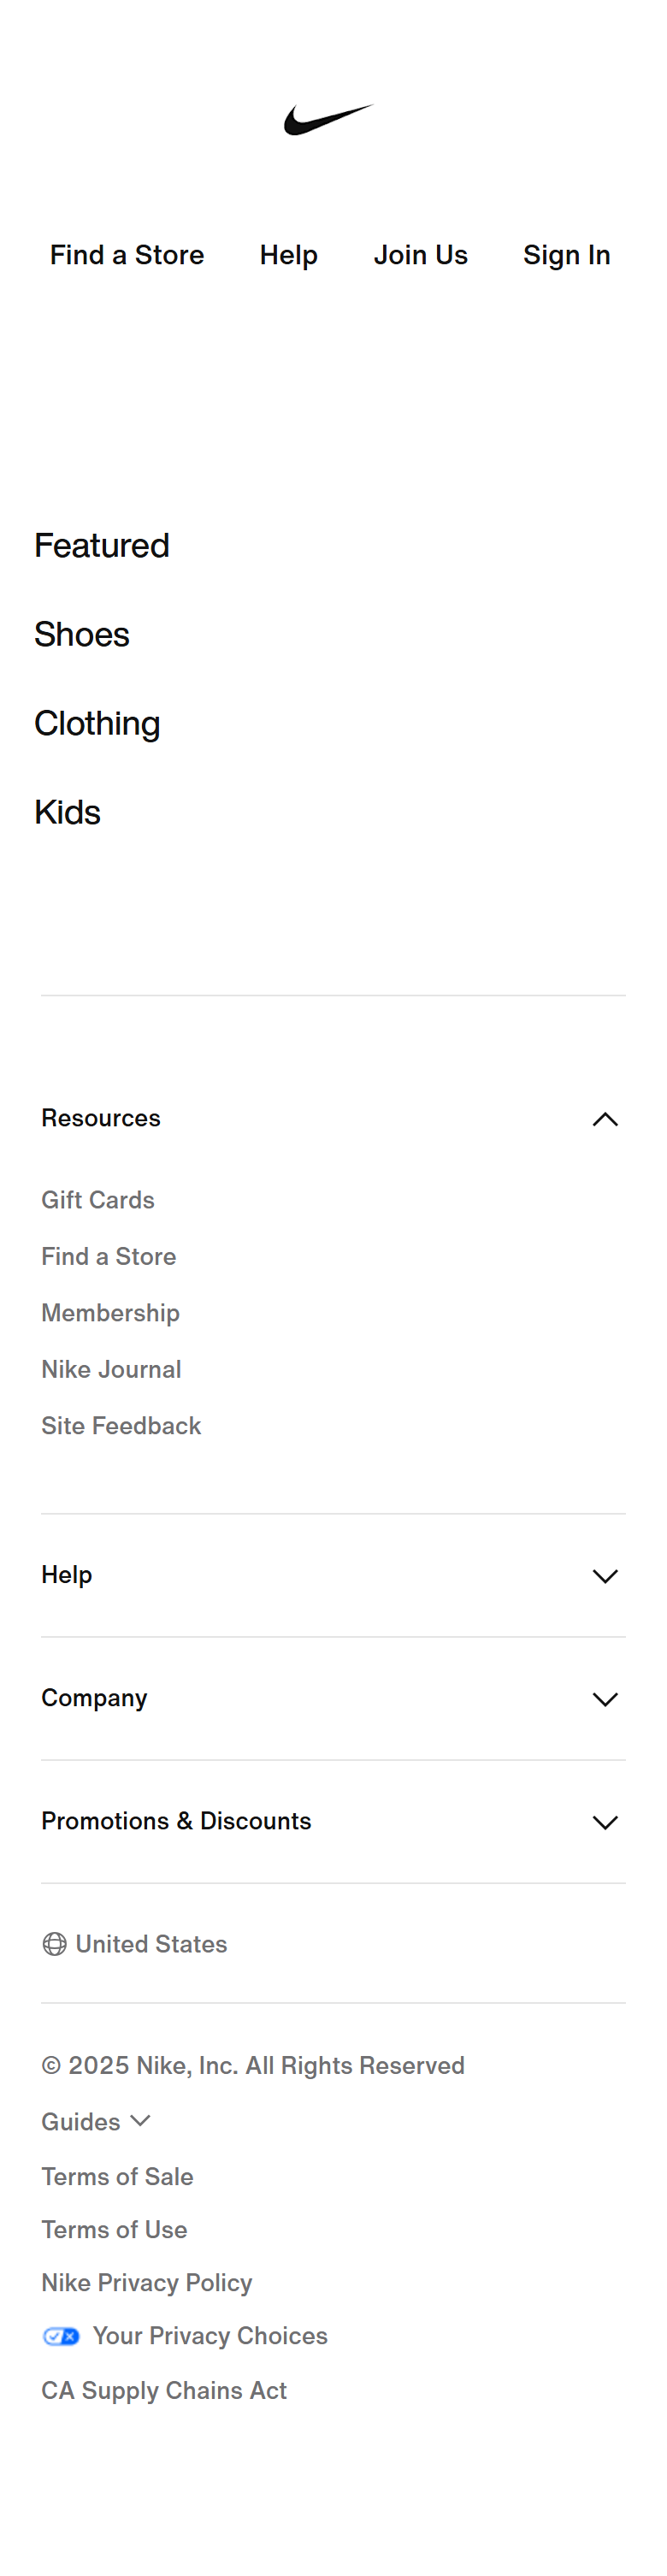 Find a Store Help Join Us Sign In
Featured
Shoes
Clothing
Kids
Resources
Gift Cards
Find a Store
Membership
Nike Journal
Site Feedback
Help
Company
Promotions & Discounts
United States
© 2025 Nike, Inc. All Rights Reserved
Guides
Terms of Sale
Terms of Use
Nike Privacy Policy
Your Privacy Choices
CA Supply Chains Act